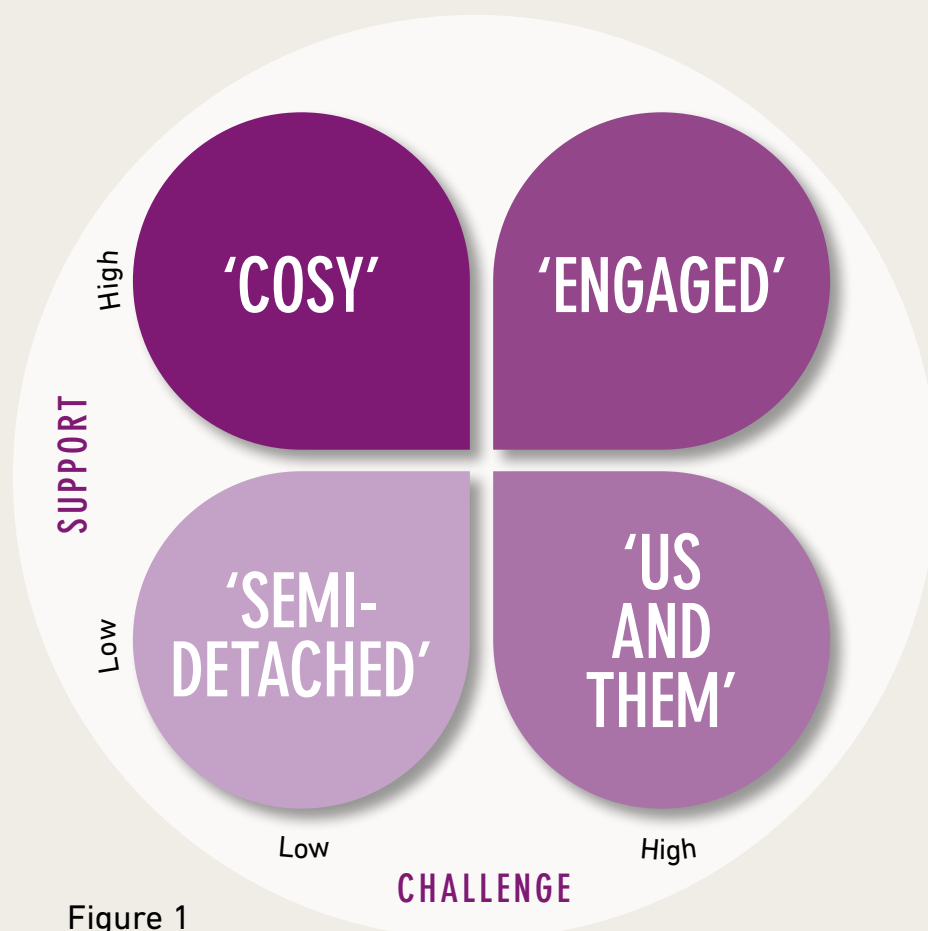 High
‘COSY’
‘ENGAGED’
SUPPORT
Low
‘SEMI-
DETACHED’
‘US
AND
THEM’
Low
High
CHALLENGE
Figure 1